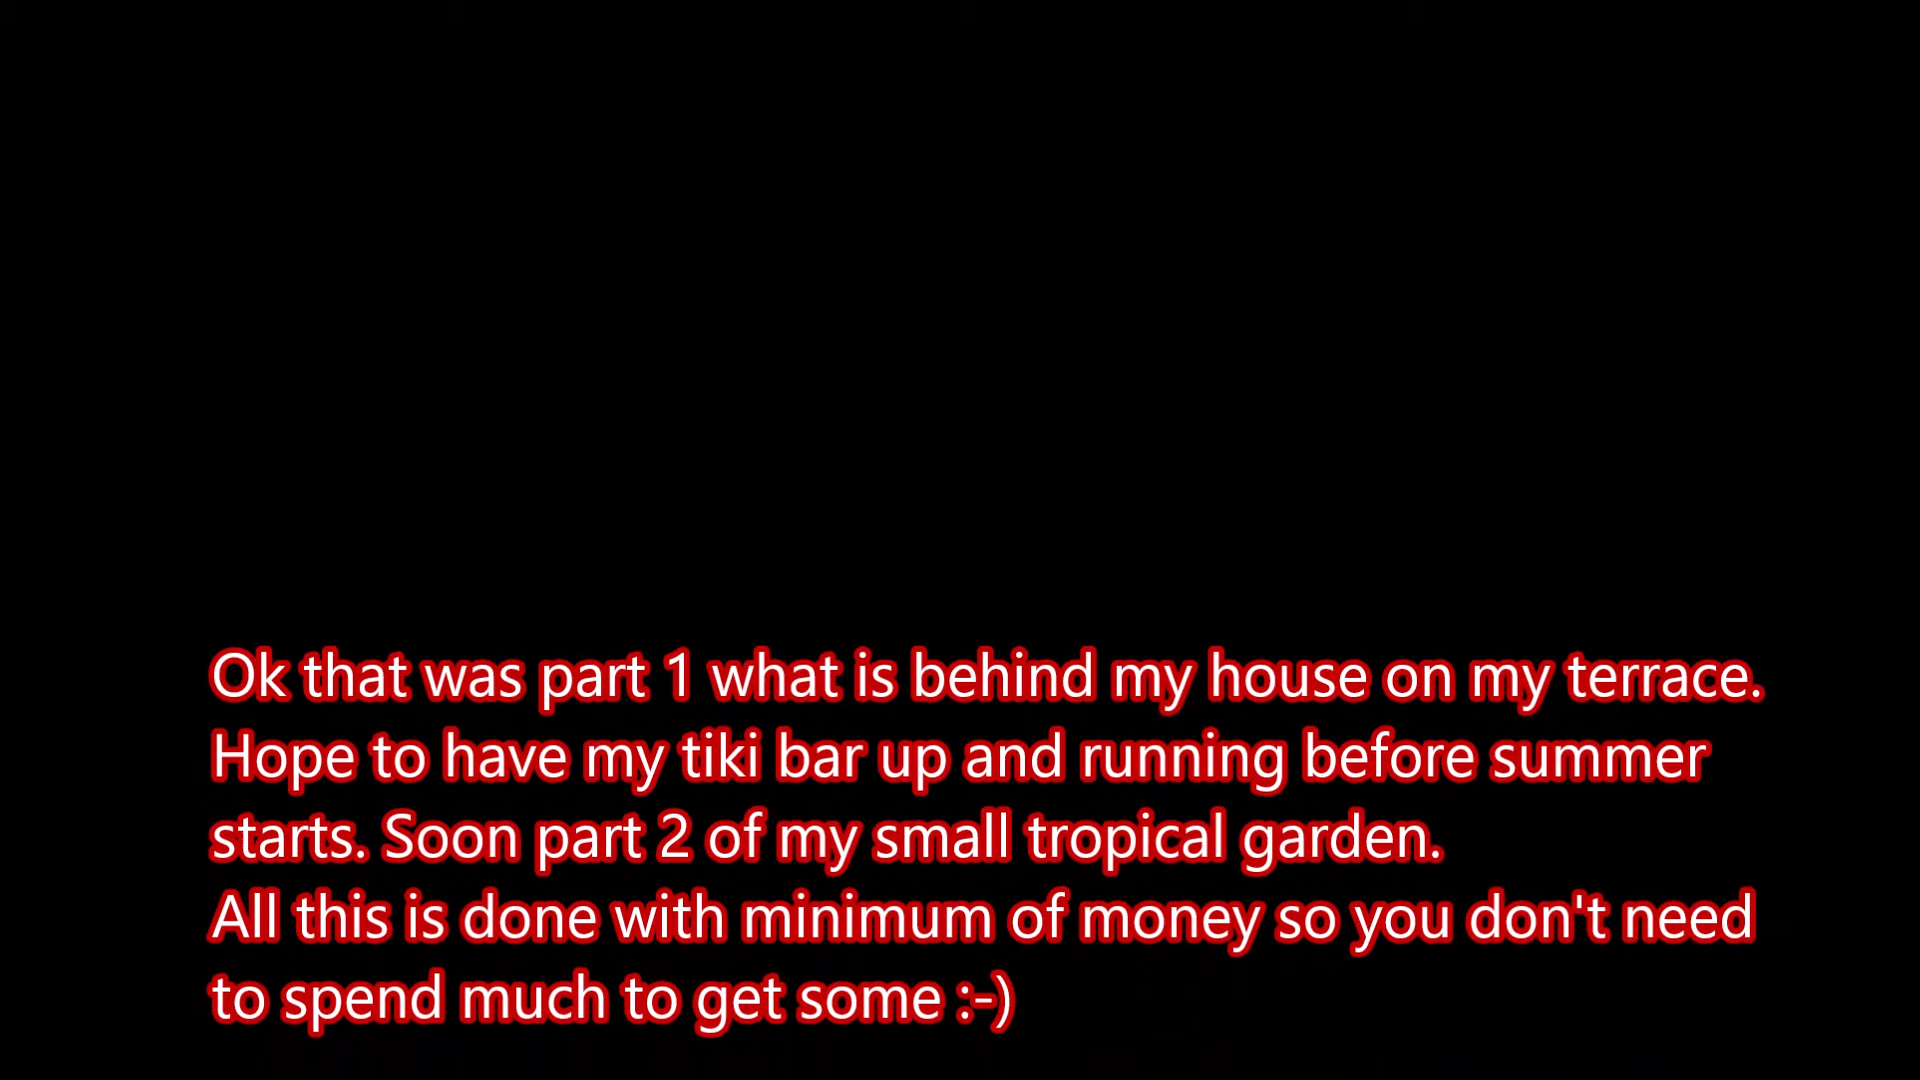 Ok that was part 1 what is behind my house on my terrace.
Hope to have my tiki bar up and running before summer
starts. Soon part 2 of my small tropical garden.
All this is done with minimum of money so you don't need
to spend much to get some :-)